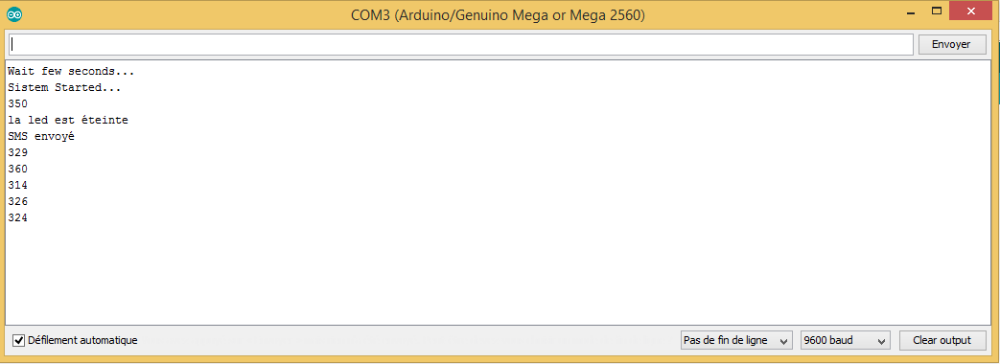 COM3 (Arduino/Genuino Mega or Mega 2560)
Envoyer
Wait few seconds...
Sistem Started...
350
la led est éteinte
SMS envoyé
329
360
314
326
324
Défilement automatique
Pas de fin de ligne
9600 baud
Clear output